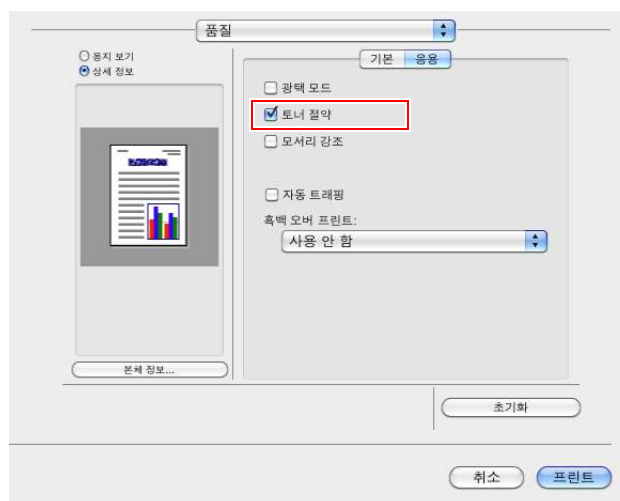 품질
용지 보기
상세 정보
본체 정보...
기본 응용
광택 모드
토너 절약
모서리 강조
자동 트래핑
흑백 오버 프린트:
사용 안 함
초기화
취소 프린트